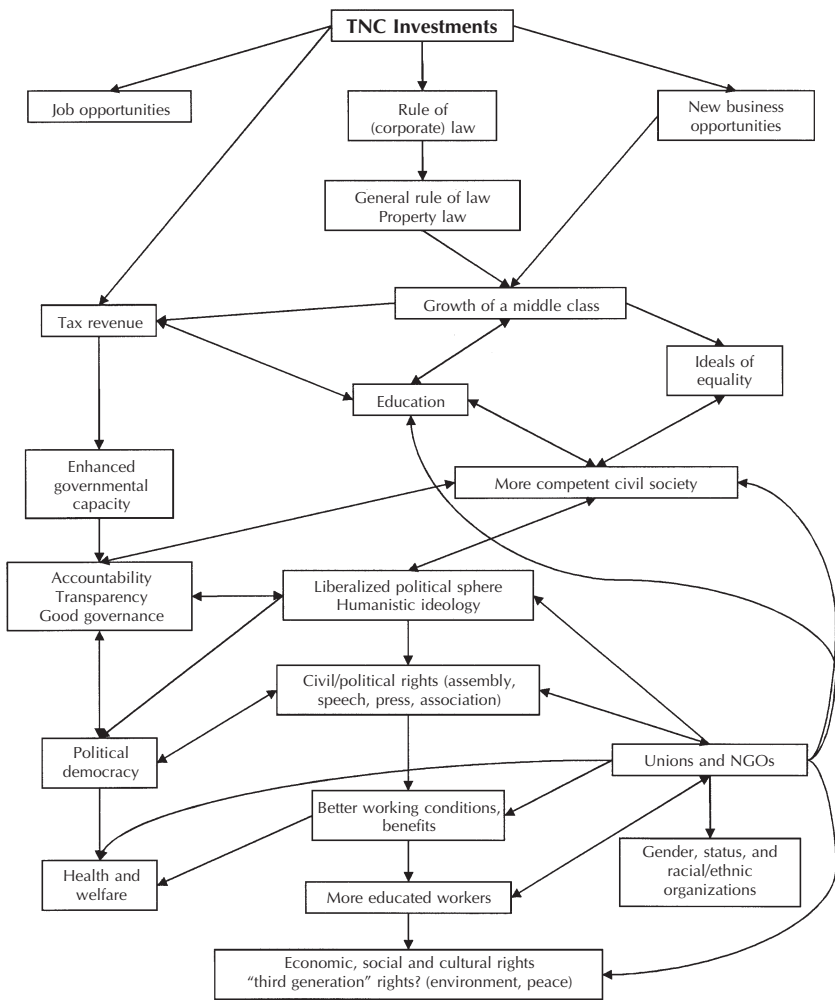 TNC Investments
Job opportunities
Rule of
(corporate) law
New business
opportunities
General rule of law
Property law
Growth of a middle class
Tax revenue
Ideals of
equality
Education
Enhanced
governmental
capacity
More competent civil society
Accountability
Transparency
Good governance
Liberalized political sphere
Humanistic ideology
Civil/political rights (assembly,
speech, press, association)
Political
democracy
Unions and NGOs
Better working conditions,
benefits
Gender, status, and
racial/ethnic
organizations
Health and
welfare
More educated workers
Economic, social and cultural rights
“third generation” rights? (environment, peace)